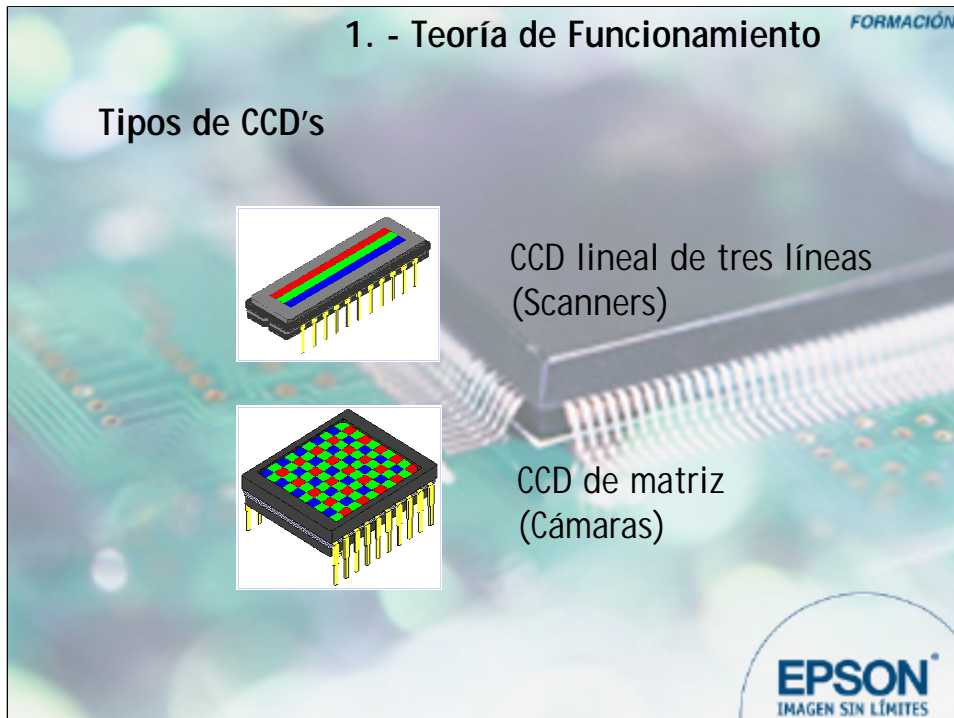 FORMACIÓN
1. - Teoría de Funcionamiento
Tipos de CCD's
CCD lineal de tres líneas
(Scanners)
CCD de matriz
(Cámaras)
EPSON®
IMAGEN SIN LÍMITES